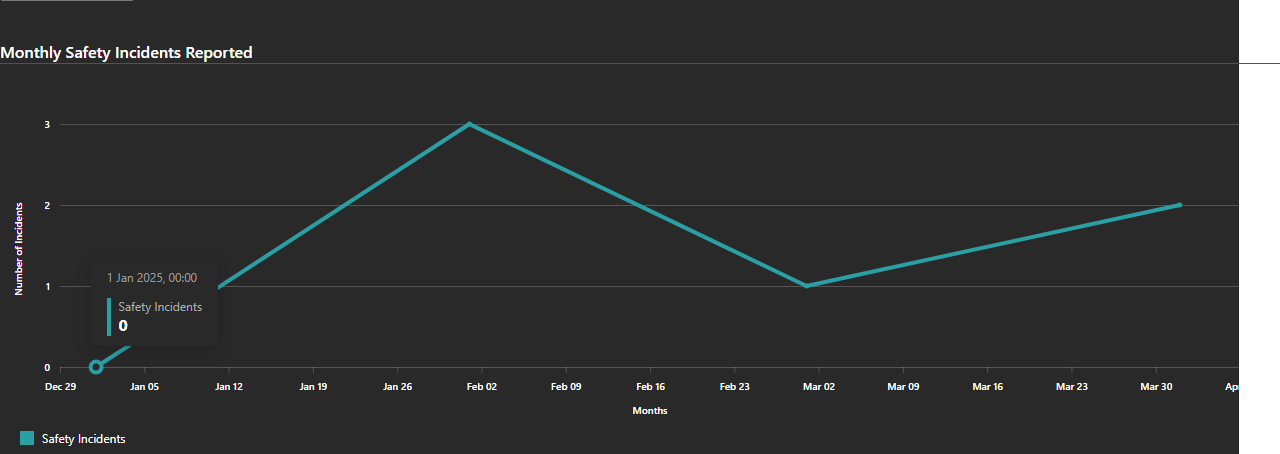 Monthly Safety Incidents Reported
3
2
1
0
Number of Incidents
1 Jan 2025, 00:00
Safety Incidents
0
Dec 29 Jan 05 Jan 12 Jan 19 Jan 26 Feb 02 Feb 09 Feb 16 Feb 23 Mar 02 Mar 09 Mar 16 Mar 23 Mar 30 Apr
Months
Safety Incidents